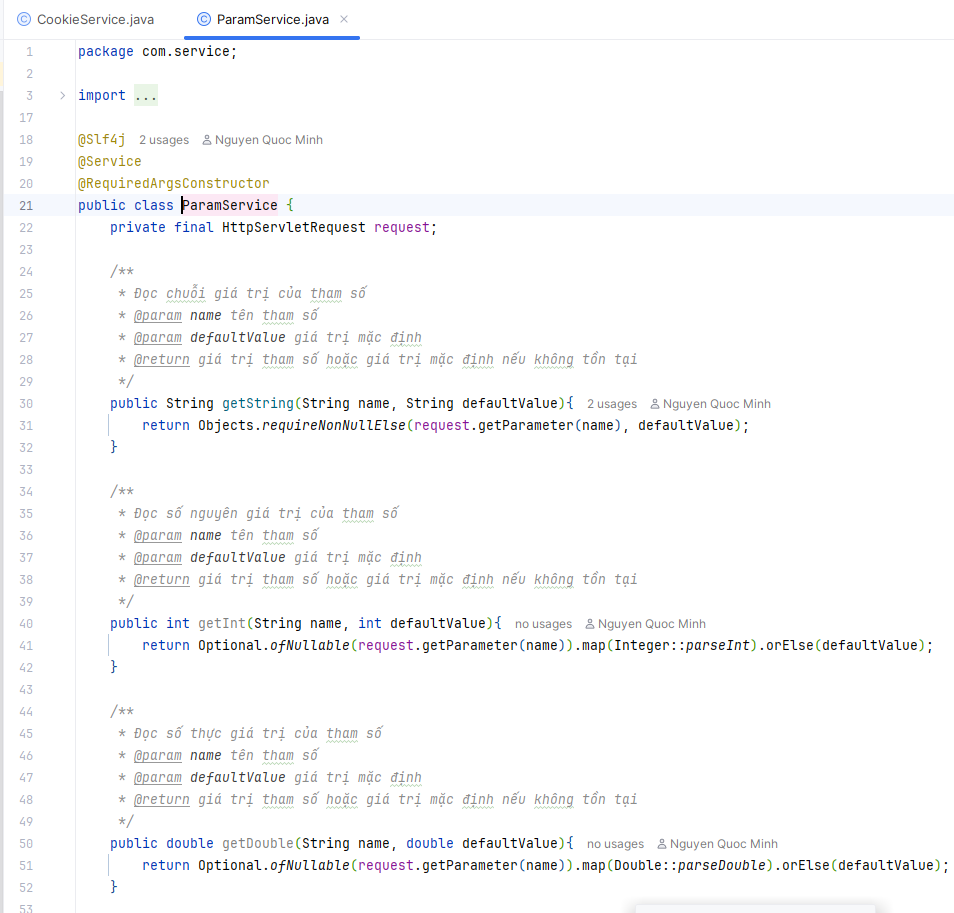 CookieService.java ParamService.java
1 package com.service;
2
3 import ...
17
18 @Slf4j 2 usages Nguyen Quoc Minh
19 @Service
20 @RequiredArgsConstructor
21 public class ParamService {
22 private final HttpServletRequest request;
23
24 /**
25 * Đọc chuỗi giá trị của tham số
26 * @param name tên tham số
27 * @param defaultValue giá trị mặc định
28 * @return giá trị tham số hoặc giá trị mặc định nếu không tồn tại
29 */
30 public String getString(String name, String defaultValue){ 2 usages Nguyen Quoc Minh
31 return Objects.requireNonNullElse(request.getParameter(name), defaultValue);
32 }
33
34 /**
35 * Đọc số nguyên giá trị của tham số
36 * @param name tên tham số
37 * @param defaultValue giá trị mặc định
38 * @return giá trị tham số hoặc giá trị mặc định nếu không tồn tại
39 */
40 public int getInt(String name, int defaultValue){ no usages Nguyen Quoc Minh
41 return Optional.ofNullable(request.getParameter(name)).map(Integer::parseInt).orElse(defaultValue);
42 }
43
44 /**
45 * Đọc số thực giá trị của tham số
46 * @param name tên tham số
47 * @param defaultValue giá trị mặc định
48 * @return giá trị tham số hoặc giá trị mặc định nếu không tồn tại
49 */
50 public double getDouble(String name, double defaultValue){ no usages Nguyen Quoc Minh
51 return Optional.ofNullable(request.getParameter(name)).map(Double::parseDouble).orElse(defaultValue);
52 }
53